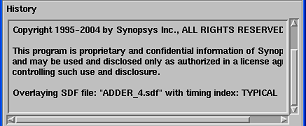 History
Copyright 1995-2004 by Synopsys Inc., ALL RIGHTS RESERVED
This program is proprietary and confidential information of Synop
and may be used and disclosed only as authorized in a license ag
controlling such use and disclosure.
Overlaying SDF file: "ADDER_4.sdf" with timing index: TYPICAL